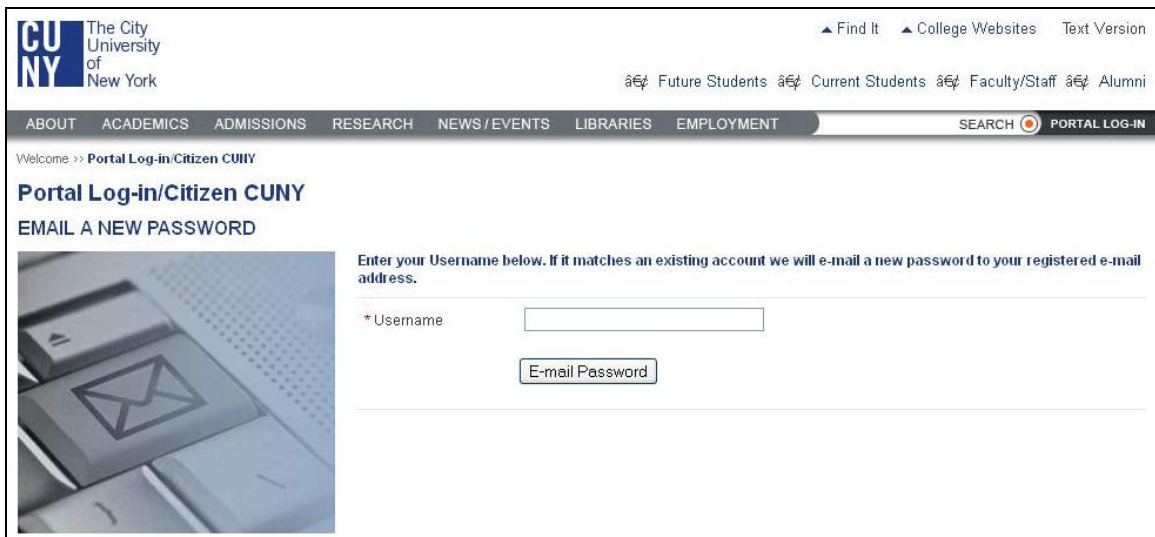 CU
NY
The City
University
of
New York
▲ Find It ▲ College Websites Text Version
• Future Students • Current Students • Faculty/Staff • Alumni
ABOUT ACADEMICS ADMISSIONS RESEARCH NEWS / EVENTS LIBRARIES EMPLOYMENT SEARCH PORTAL LOG-IN
Welcome >> Portal Log-in/Citizen CUNY
Portal Log-in/Citizen CUNY
EMAIL A NEW PASSWORD
Enter your Username below. If it matches an existing account we will e-mail a new password to your registered e-mail
address.
* Username
E-mail Password